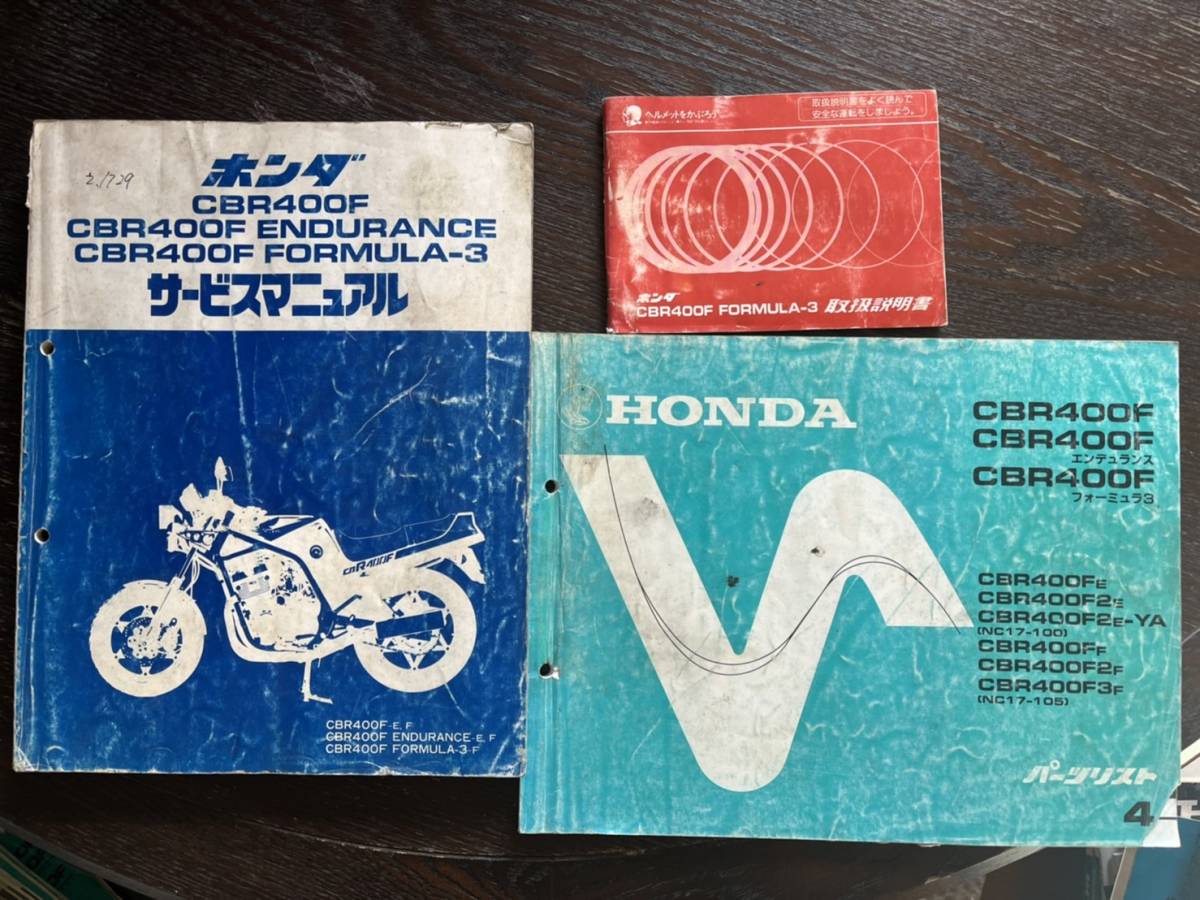 ホンダ
CBR400F
CBR400F ENDURANCE
CBR400F FORMULA-3
サービスマニュアル
CBR400F
CBR400F-E, F
CBR400F ENDURANCE-E, F
CBR400F FORMULA-3-F
ヘルメットをかぶろう
取扱説明書をよく読んで
安全な運転をしましょう。
ホンダ
CBR400F FORMULA-3 取扱説明書
HONDA
CBR400F
CBR400F
エンデュランス
CBR400F
フォーミュラ3
CBR400FE
CBR400F2E
CBR400F2E-YA
(NC17-100)
CBR400FF
CBR400F2F
CBR400F3F
(NC17-105)
パーツリスト
4